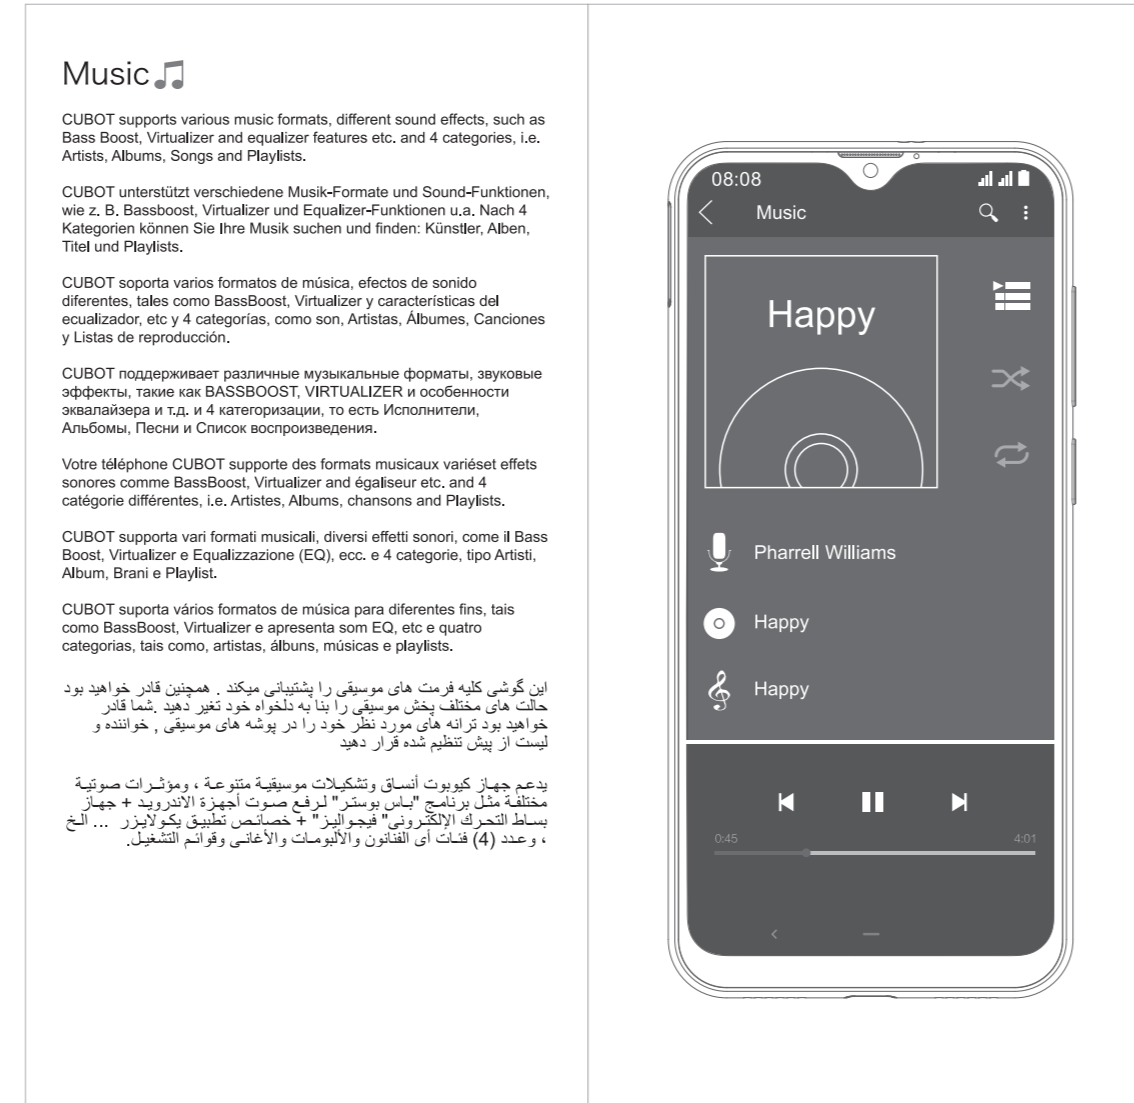 Music
CUBOT supports various music formats, different sound effects, such as
Bass Boost, Virtualizer and equalizer features etc. and 4 categories, i.e.
Artists, Albums, Songs and Playlists.
CUBOT unterstützt verschiedene Musik-Formate und Sound-Funktionen,
wie z. B. Bassboost, Virtualizer und Equalizer-Funktionen u.a. Nach 4
Kategorien können Sie Ihre Musik suchen und finden: Künstler, Alben,
Titel und Playlists.
CUBOT soporta varios formatos de música, efectos de sonido
diferentes, tales como BassBoost, Virtualizer y características del
ecualizador, etc y 4 categorías, como son, Artistas, Álbumes, Canciones
y Listas de reproducción.
CUBOT поддерживает различные музыкальные форматы, звуковые
эффекты, такие как BASSBOOST, VIRTUALIZER и особенности
эквалайзера и т.д. и 4 категоризации, то есть Исполнители,
Альбомы, Песни и Список воспроизведения.
Votre téléphone CUBOT supporte des formats musicaux variéset effets
sonores comme BassBoost, Virtualizer and égaliseur etc. and 4
catégorie différentes, i.e. Artistes, Albums, chansons and Playlists.
CUBOT supporta vari formati musicali, diversi effetti sonori, come il Bass
Boost, Virtualizer e Equalizzazione (EQ), ecc. e 4 categorie, tipo Artisti,
Album, Brani e Playlist.
CUBOT suporta vários formatos de música para diferentes fins, tais
como BassBoost, Virtualizer e apresenta som EQ, etc e quatro
categorias, tais como, artistas, álbuns, músicas e playlists.
این گوشی کلیه فرمت های موسیقی را پشتیبانی میکند . همچنین قادر خواهید بود
حالت های مختلف پخش موسیقی را بنا به دلخواه خود تغیر دهید .شما قادر
خواهید بود ترانه های مورد نظر خود را در پوشه های موسیقی , خواننده و
لیست از پیش تنظیم شده قرار دهید
يدعم جهاز كيوبوت أنساق وتشكيلات موسيقية متنوعة ، ومؤثرات صوتية
مختلفة مثل برنامج "باس بوستر" لرفع صوت أجهزة الاندرويد + جهاز
بساط التحرك الإلكترونى" فيجواليز" + خصائص تطبيق يكولايزر ... الخ
، وعدد (4) فئات أى الفنانون والألبومات والأغانى وقوائم التشغيل.
08:08
Music
Happy
Pharrell Williams
Happy
Happy
0:45 4:01